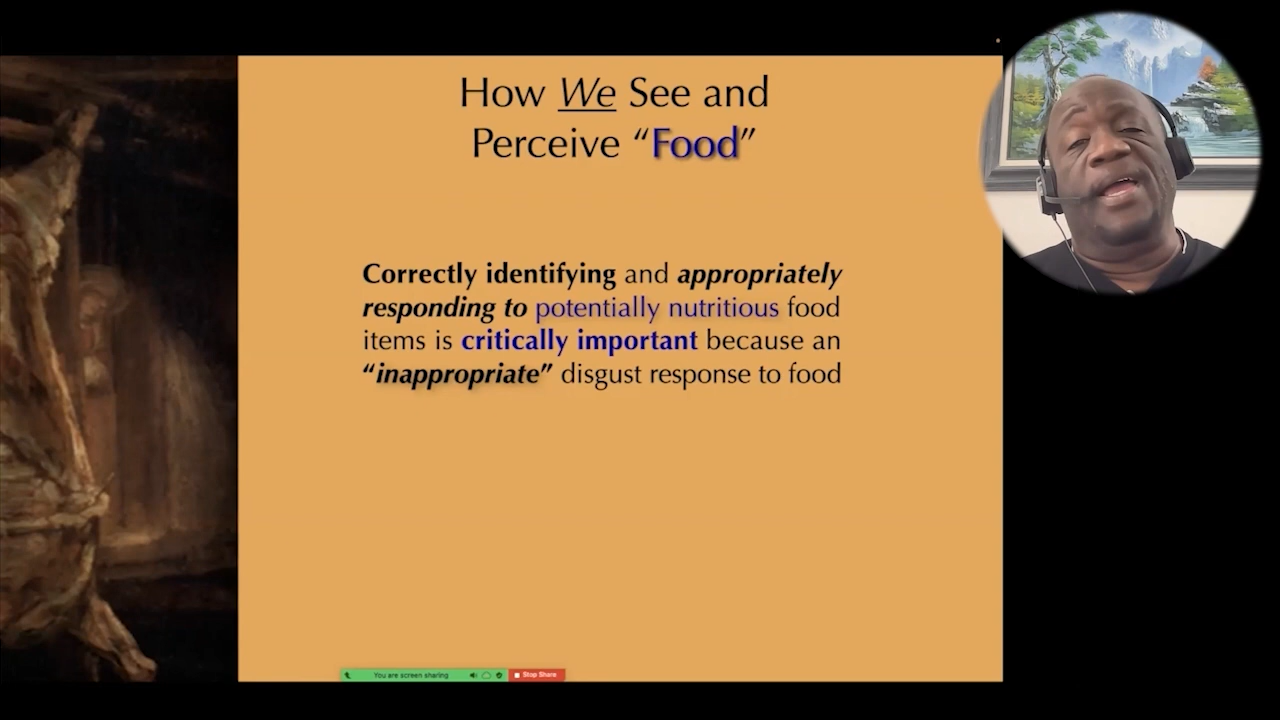 How We See and
Perceive “Food”
Correctly identifying and appropriately
responding to potentially nutritious food
items is critically important because an
“inappropriate” disgust response to food
You are screen sharing
Stop Share